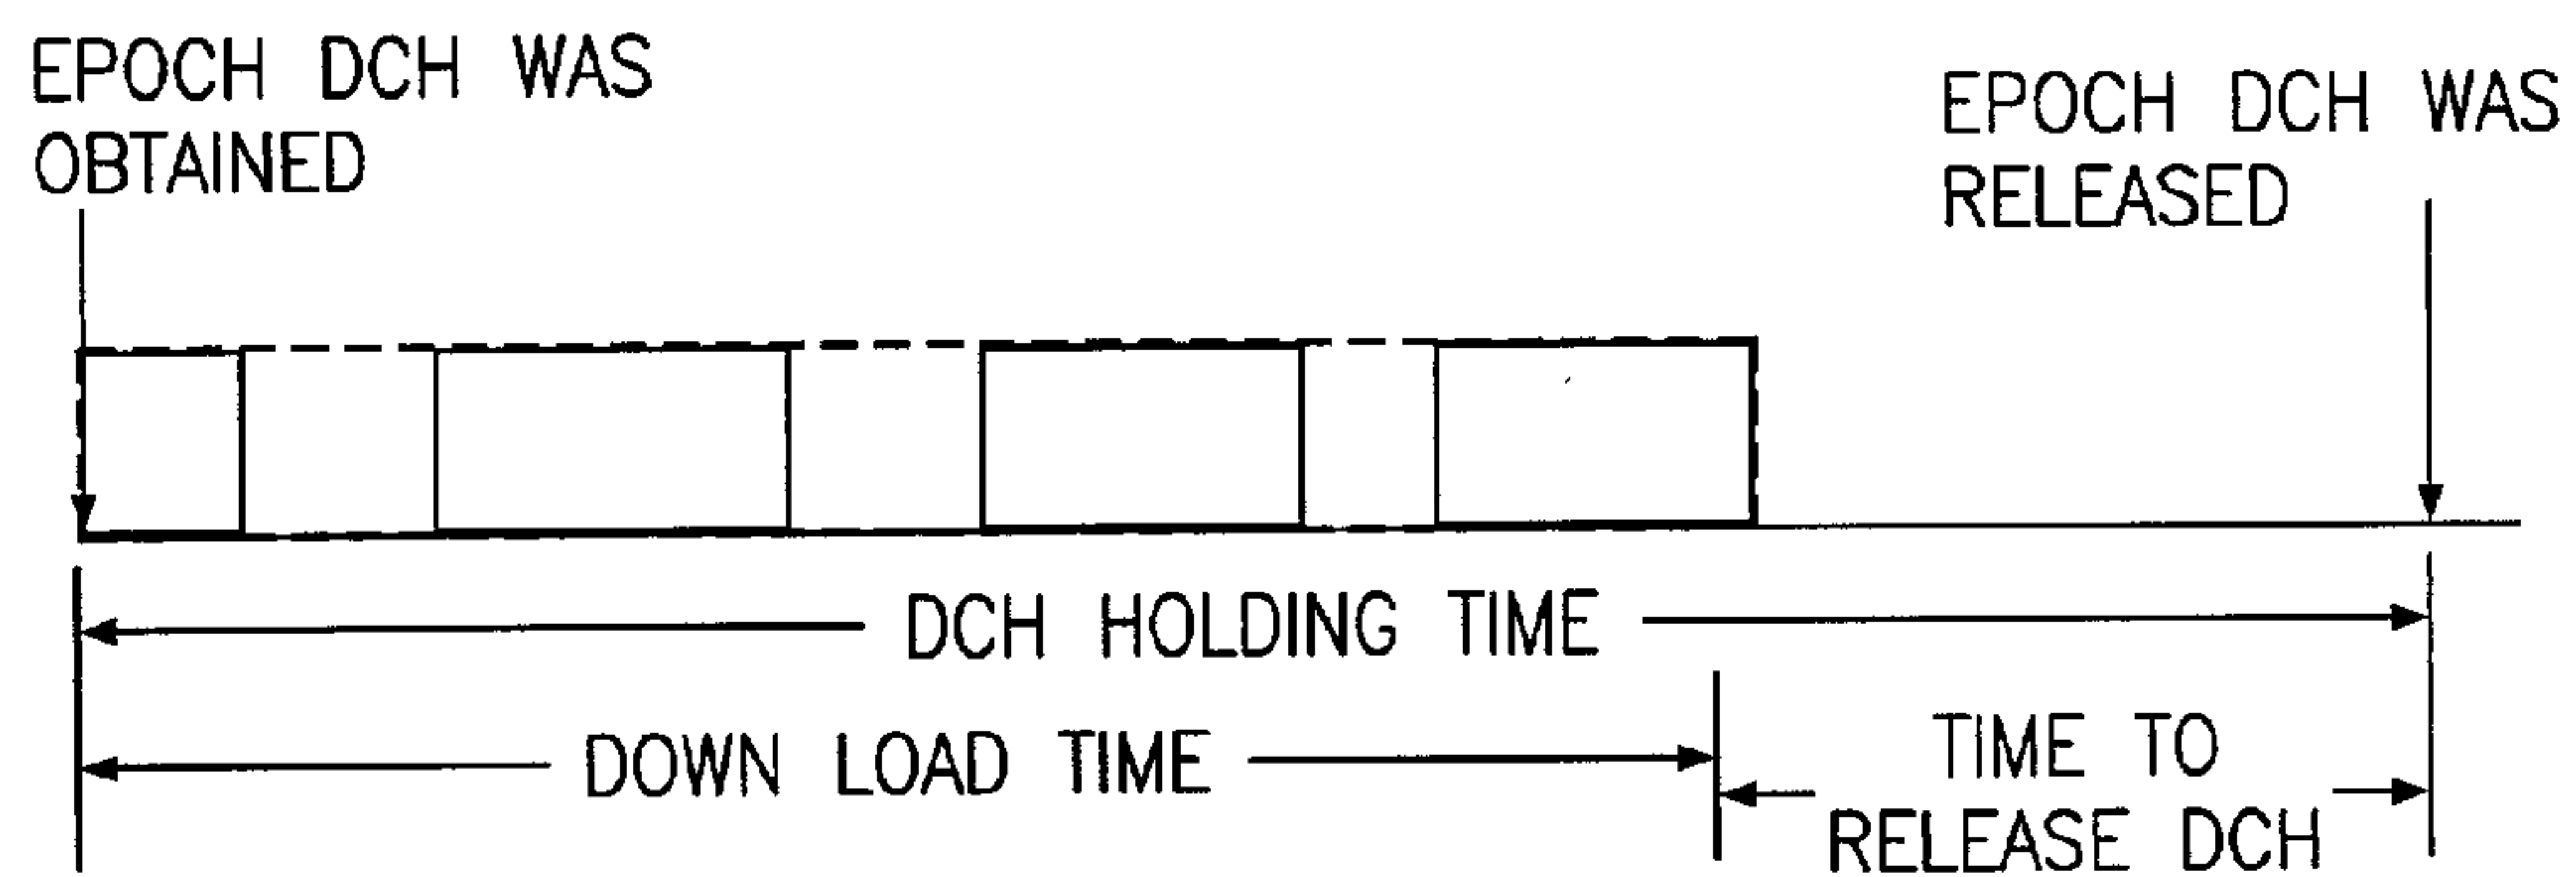 EPOCH DCH WAS
OBTAINED
EPOCH DCH WAS
RELEASED
DCH HOLDING TIME
DOWN LOAD TIME
TIME TO
RELEASE DCH